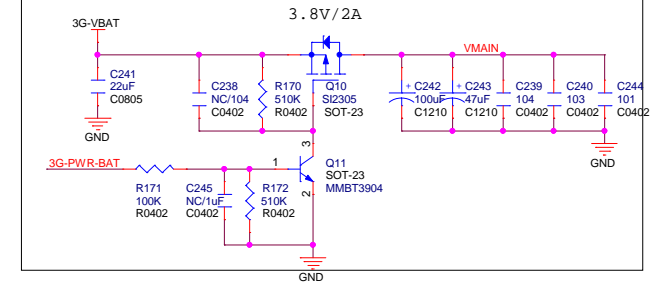 3.8V/2A
3G-VBAT
VMAIN
C241
22uF
C0805
GND
C238
NC/104
C0402
R170
510K
R0402
Q10
SI2305
SOT-23
+ C242
100uF
C1210
+ C243
47uF
C1210
C239
104
C0402
C240
103
C0402
C244
101
C0402
GND
3G-PWR-BAT
R171
100K
R0402
C245
NC/1uF
C0402
R172
510K
R0402
1
3
2
Q11
SOT-23
MMBT3904
GND